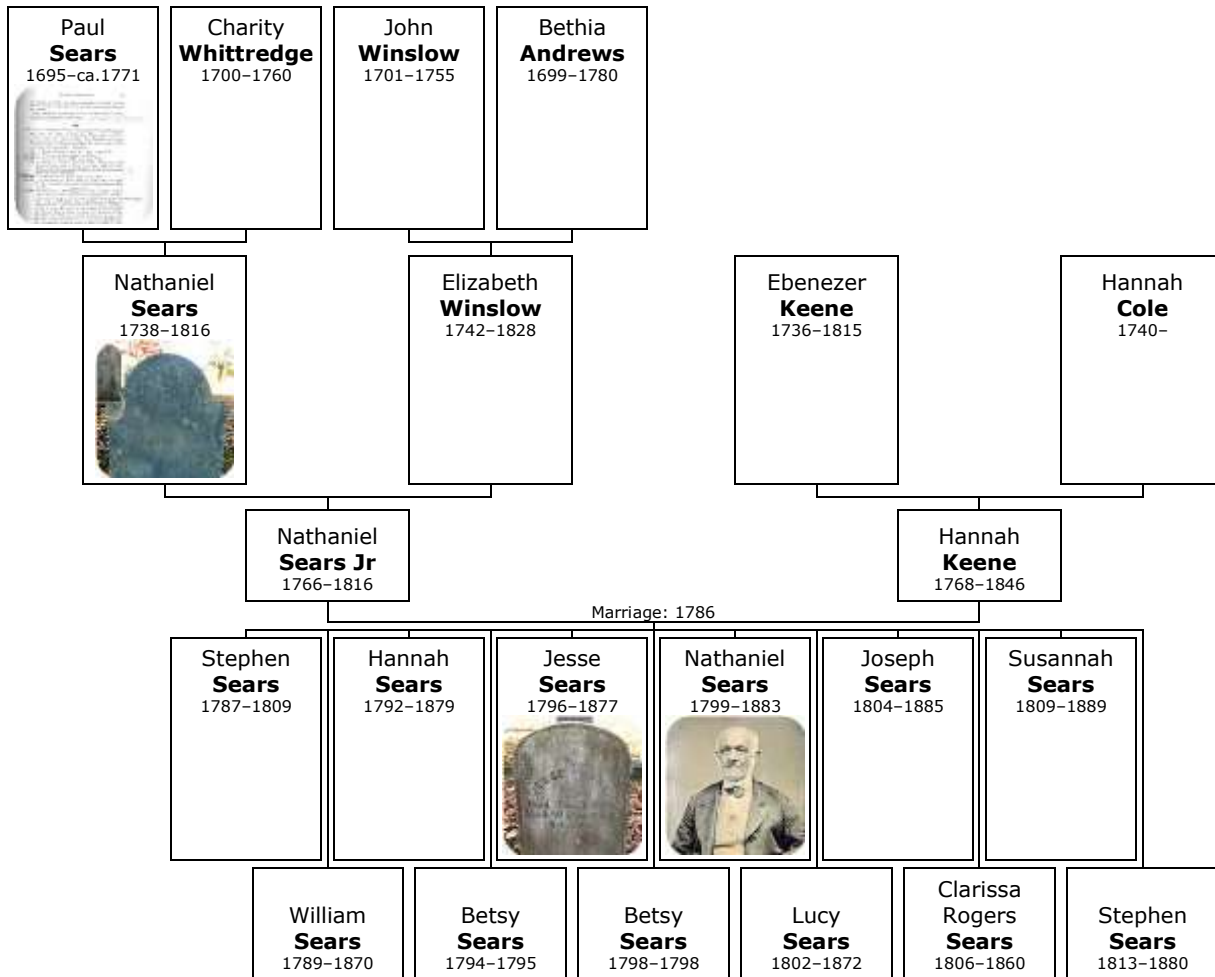 Paul
Sears
1695–ca.1771
Charity
Whittredge
1700–1760
John
Winslow
1701–1755
Bethia
Andrews
1699–1780
Nathaniel
Sears
1738–1816
Elizabeth
Winslow
1742–1828
Ebenezer
Keene
1736–1815
Hannah
Cole
1740–
Nathaniel
Sears Jr
1766–1816
Hannah
Keene
1768–1846
Marriage: 1786
Stephen
Sears
1787–1809
Hannah
Sears
1792–1879
Jesse
Sears
1796–1877
Nathaniel
Sears
1799–1883
Joseph
Sears
1804–1885
Susannah
Sears
1809–1889
William
Sears
1789–1870
Betsy
Sears
1794–1795
Betsy
Sears
1798–1798
Lucy
Sears
1802–1872
Clarissa
Rogers
Sears
1806–1860
Stephen
Sears
1813–1880